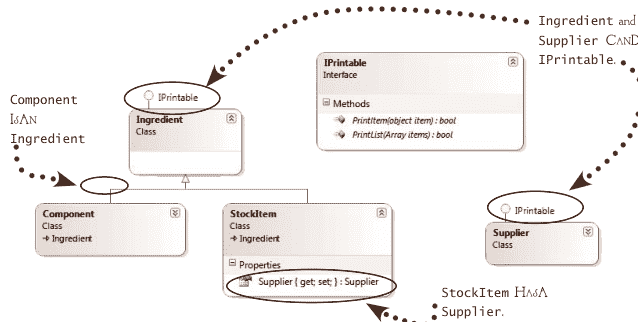 Ingredient and
Supplier CANDO
IPrintable.
IPrintable
Ingredient
Class
IPrintable
Interface
Methods
PrintItem(object item) : bool
PrintList(Array items) : bool
Component
ISAN
Ingredient
Component
Class
Ingredient
StockItem
Class
Ingredient
Properties
Supplier { get; set; } : Supplier
IPrintable
Supplier
Class
StockItem HASA
Supplier.